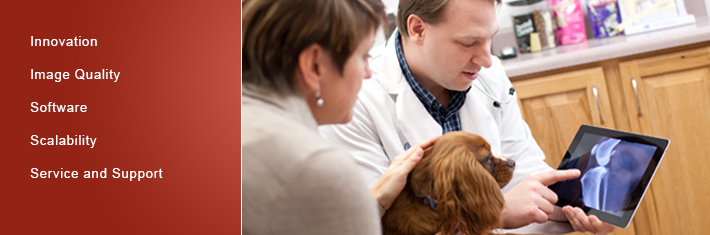 Innovation
Image Quality
Software
Scalability
Service and Support